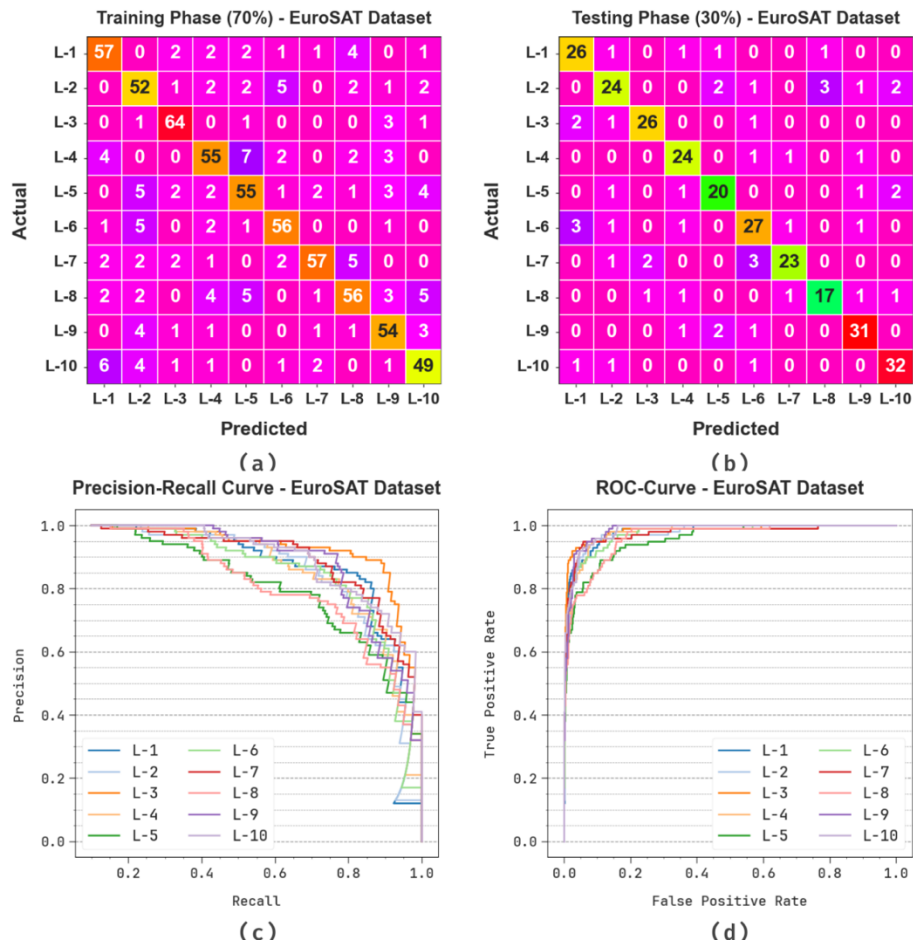 Training Phase (70%) - EuroSAT Dataset
L-1 57 0 2 2 2 1 1 4 0 1
L-2 0 52 1 2 2 5 0 2 1 2
L-3 0 1 64 0 1 0 0 0 3 1
L-4 4 0 0 55 7 2 0 2 3 0
L-5 0 5 2 2 55 1 2 1 3 4
L-6 1 5 0 2 1 56 0 0 1 0
L-7 2 2 2 1 0 2 57 5 0 0
L-8 2 2 0 4 5 0 1 56 3 5
L-9 0 4 1 1 0 0 1 1 54 3
L-10 6 4 1 1 0 1 2 0 1 49
L-1 L-2 L-3 L-4 L-5 L-6 L-7 L-8 L-9 L-10
Actual
Predicted
(a)
Testing Phase (30%) - EuroSAT Dataset
L-1 26 1 0 1 1 0 0 1 0 0
L-2 0 24 0 0 2 1 0 3 1 2
L-3 2 1 26 0 0 1 0 0 0 0
L-4 0 0 0 24 0 1 1 0 1 0
L-5 0 1 0 1 20 0 0 0 1 2
L-6 3 1 0 0 0 27 1 0 1 0
L-7 0 1 2 0 0 3 23 0 0 0
L-8 0 0 1 1 0 0 1 17 1 1
L-9 0 0 0 1 2 1 0 0 31 0
L-10 1 1 0 0 0 1 0 0 0 32
L-1 L-2 L-3 L-4 L-5 L-6 L-7 L-8 L-9 L-10
Actual
Predicted
(b)
Precision-Recall Curve - EuroSAT Dataset
Precision
1.0
0.8
0.6
0.4
0.2
0.0
L-1 L-6
L-2 L-7
L-3 L-8
L-4 L-9
L-5 L-10
0.2 0.4 0.6 0.8 1.0
Recall
(c)
ROC-Curve - EuroSAT Dataset
True Positive Rate
1.0
0.8
0.6
0.4
0.2
0.0
L-1 L-6
L-2 L-7
L-3 L-8
L-4 L-9
L-5 L-10
0.0 0.2 0.4 0.6 0.8 1.0
False Positive Rate
(d)